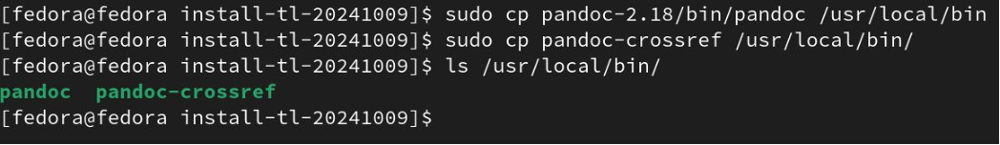 [fedora@fedora install-tl-20241009]$ sudo cp pandoc-2.18/bin/pandoc /usr/local/bin
[fedora@fedora install-tl-20241009]$ sudo cp pandoc-crossref /usr/local/bin/
[fedora@fedora install-tl-20241009]$ ls /usr/local/bin/
pandoc  pandoc-crossref
[fedora@fedora install-tl-20241009]$